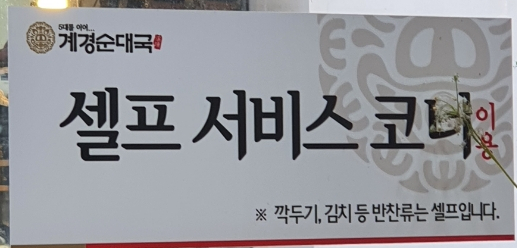 5대를 이어...
계경순대국
셀프 서비스 코너 이용
※ 깍두기, 김치 등 반찬류는 셀프입니다.